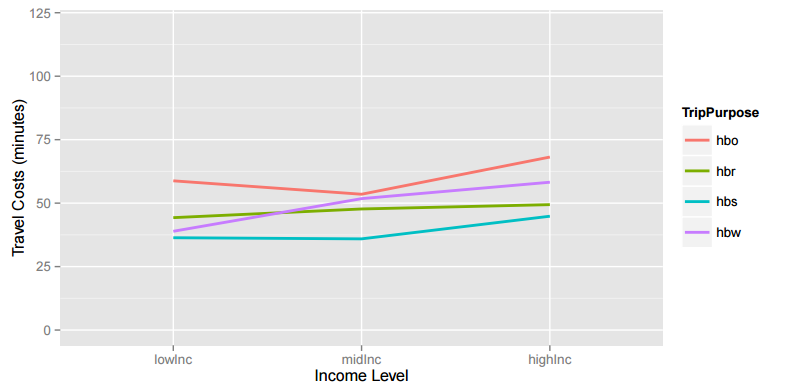 125
100
75
50
25
0
Travel Costs (minutes)
lowInc
midInc
highInc
Income Level
TripPurpose
hbo
hbr
hbs
hbw